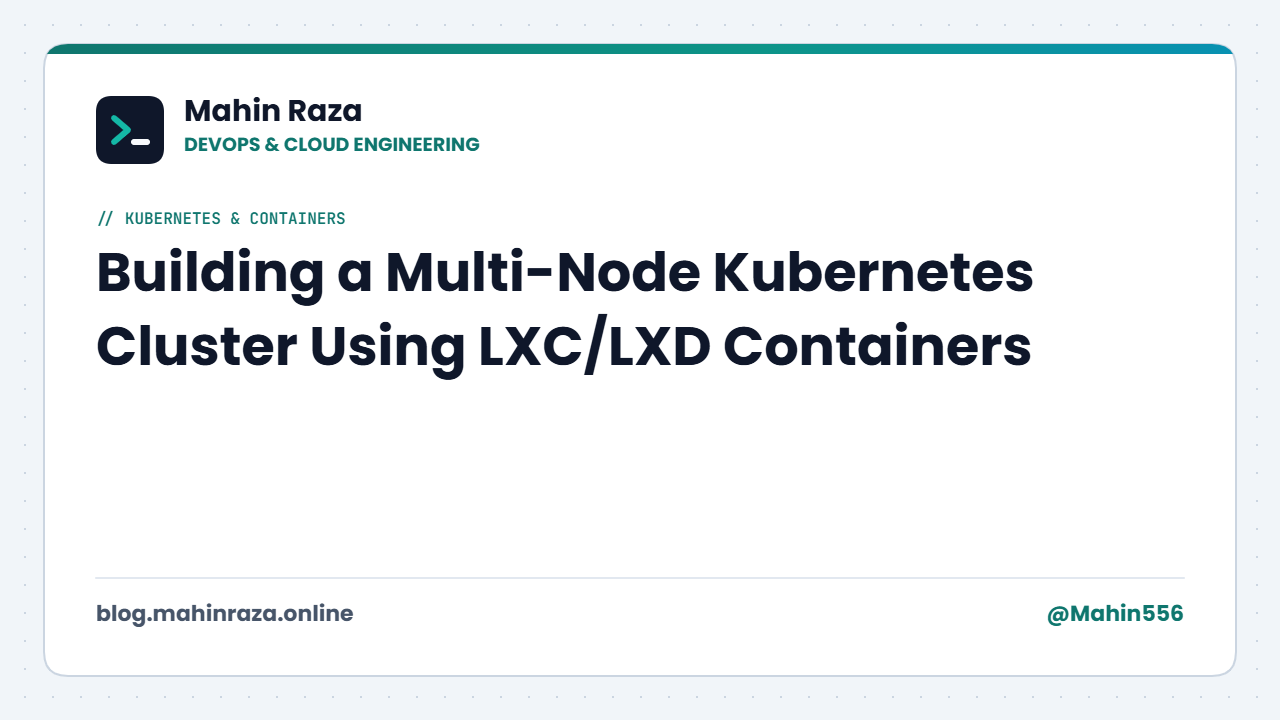 Mahin Raza
DEVOPS & CLOUD ENGINEERING
// KUBERNETES & CONTAINERS
Building a Multi-Node Kubernetes
Cluster Using LXC/LXD Containers
blog.mahinraza.online
@Mahin556